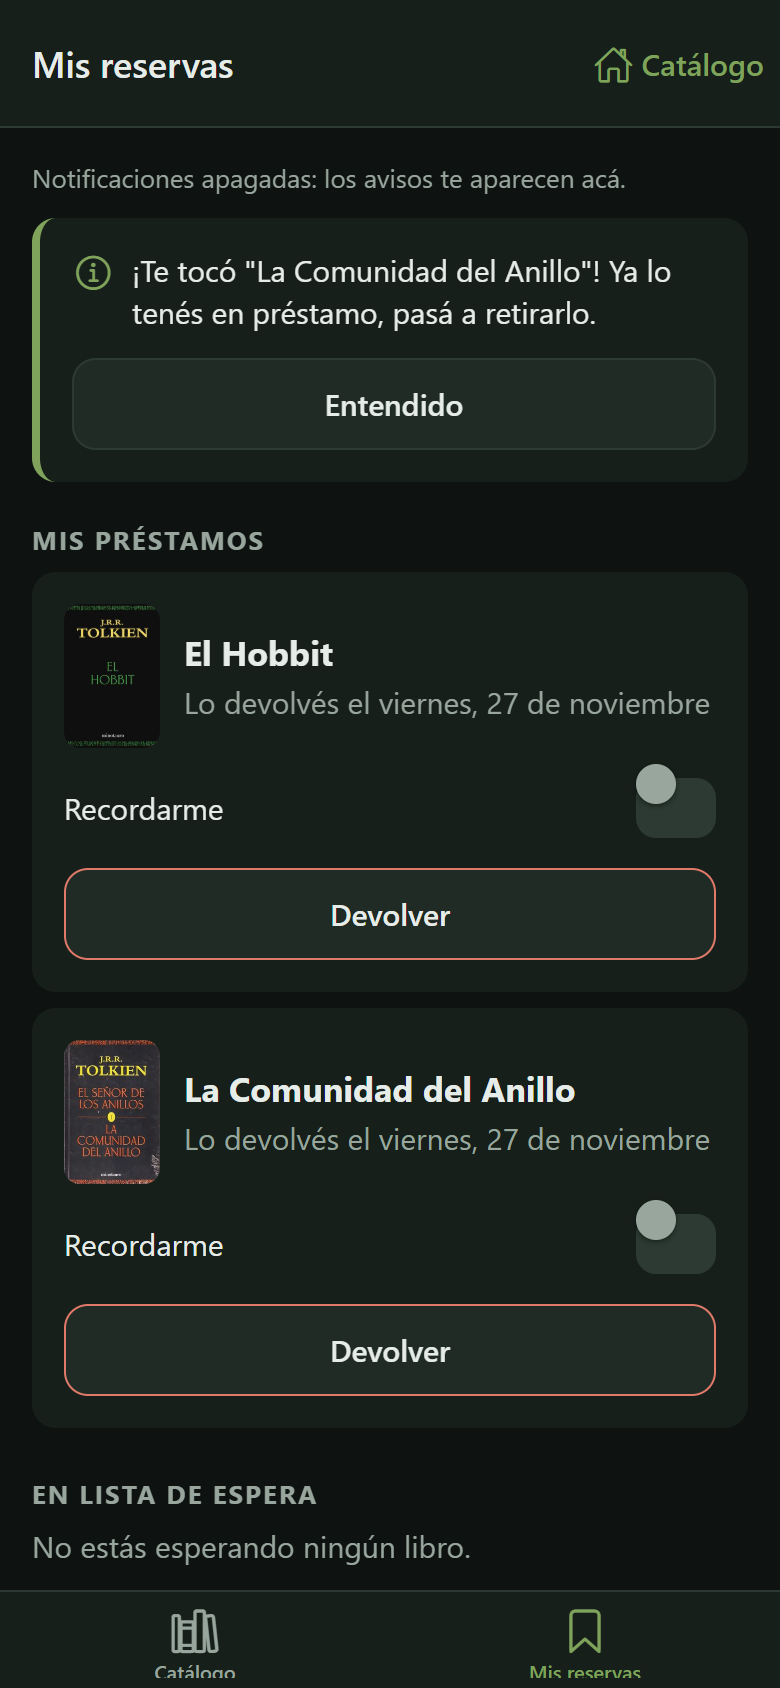 Mis reservas
Catálogo
Notificaciones apagadas: los avisos te aparecen acá.
¡Te tocó "La Comunidad del Anillo"! Ya lo
tenés en préstamo, pasá a retirarlo.
Entendido
MIS PRÉSTAMOS
J.R.R.
TOLKIEN
EL
HOBBIT
minotauro
El Hobbit
Lo devolvés el viernes, 27 de noviembre
Recordarme
Devolver
J.R.R.
TOLKIEN
EL SEÑOR DE
LOS ANILLOS
LA
COMUNIDAD
DEL ANILLO
minotauro
La Comunidad del Anillo
Lo devolvés el viernes, 27 de noviembre
Recordarme
Devolver
EN LISTA DE ESPERA
No estás esperando ningún libro.
Catálogo
Mis reservas